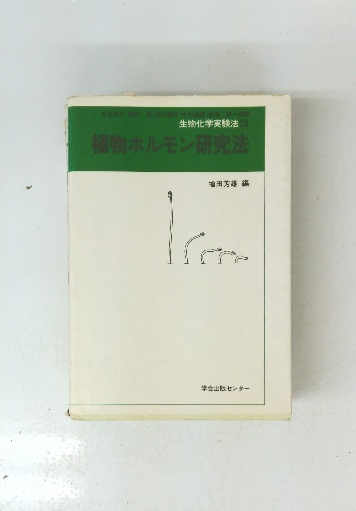 生物化学実験法
植物ホルモン研究法
増田芳雄 編
学会出版センター